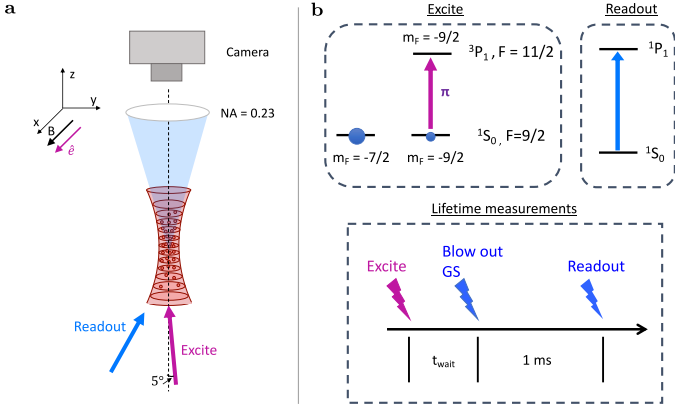 a
Camera
z
y
x
B
ê
NA = 0.23
Readout
Excite
5°
b
Excite
Readout
m_F = -9/2
³P₁ , F = 11/2
π
¹S₀ , F=9/2
m_F = -7/2
m_F = -9/2
¹P₁
¹S₀
Lifetime measurements
Excite
Blow out
GS
Readout
t_wait
1 ms